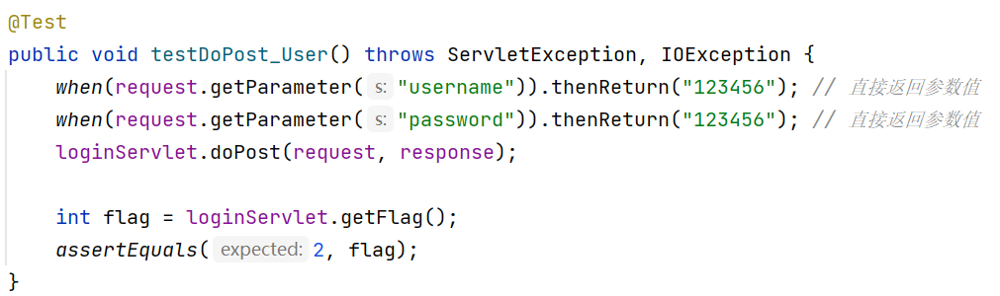 @Test
public void testDoPost_User() throws ServletException, IOException {
    when(request.getParameter( s: "username")).thenReturn("123456"); // 直接返回参数值
    when(request.getParameter( s: "password")).thenReturn("123456"); // 直接返回参数值
    loginServlet.doPost(request, response);

    int flag = loginServlet.getFlag();
    assertEquals( expected: 2, flag);
}